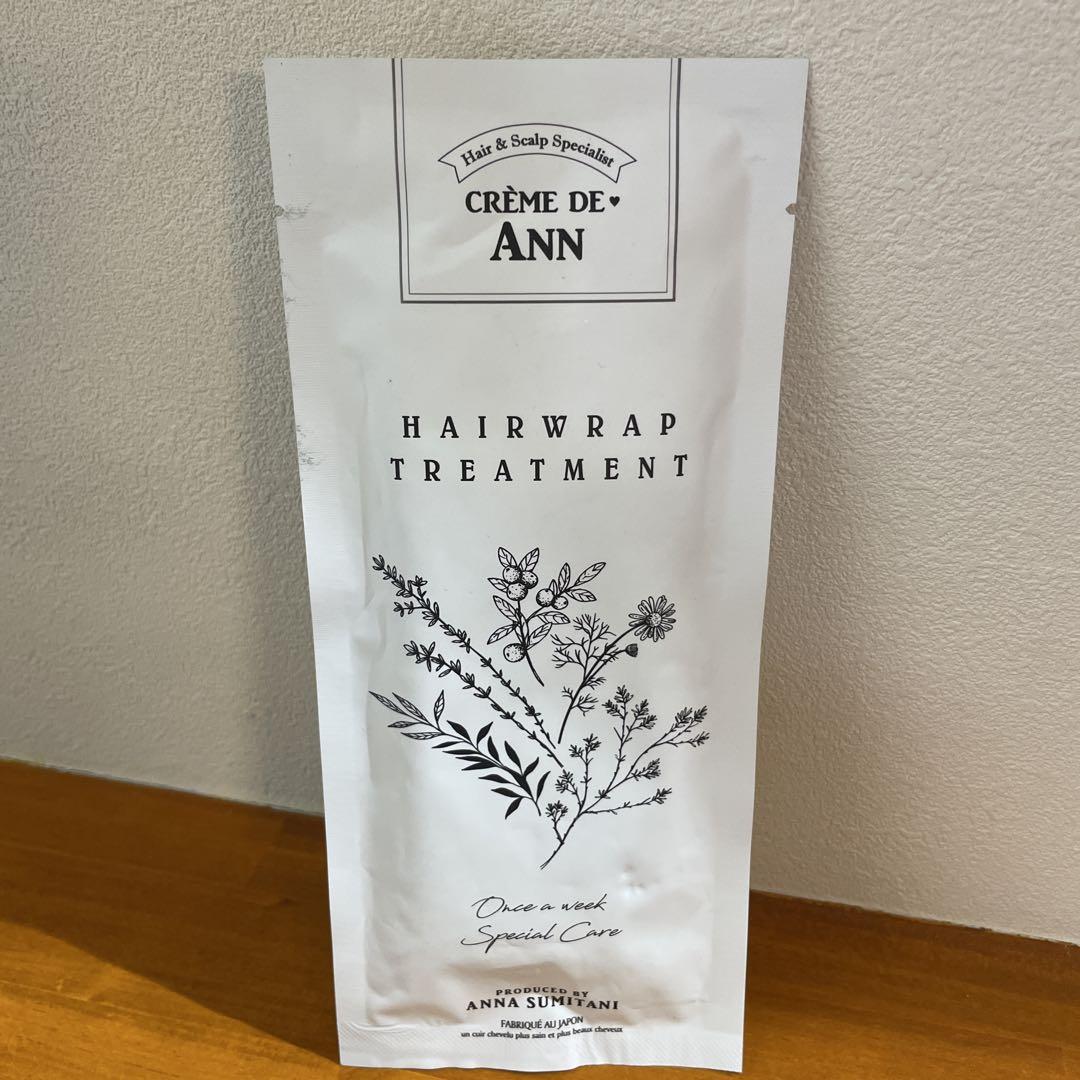 Hair & Scalp Specialist
CRÈME DE♥
ANN
HAIRWRAP
TREATMENT
Once a week
Special Care
PRODUCED BY
ANNA SUMITANI
FABRIQUÉ AU JAPON
un cuir chevelu plus sain et plus beaux cheveux